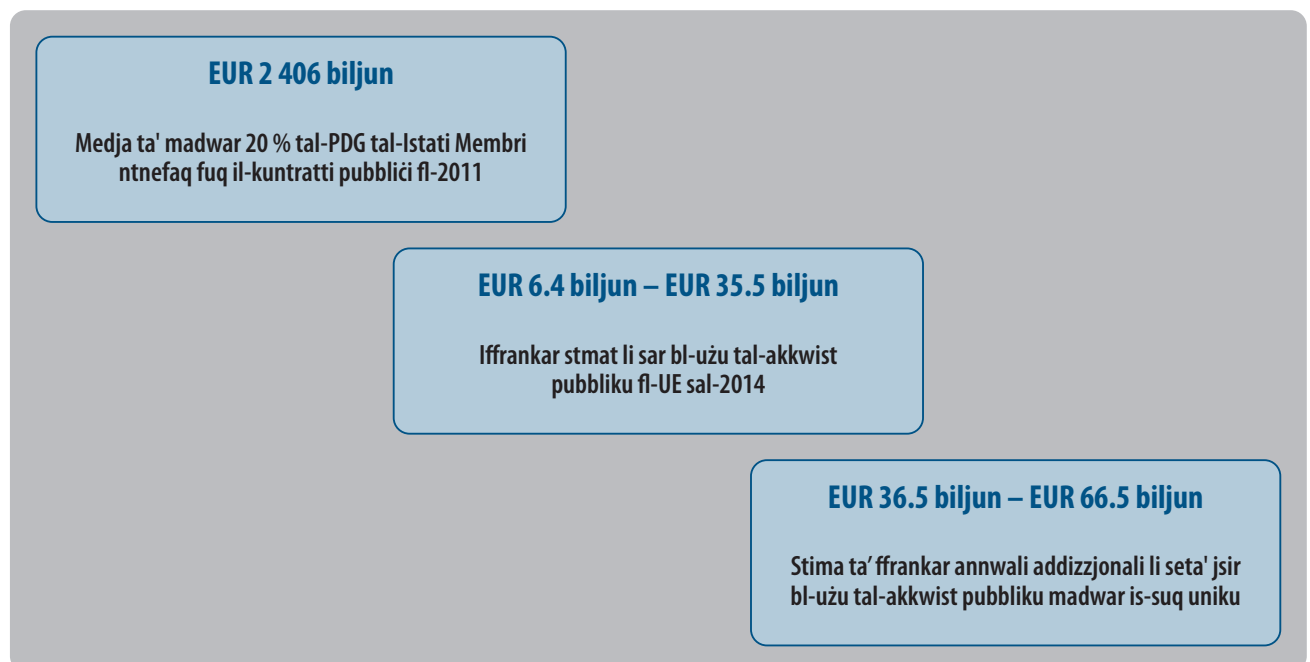 EUR 2 406 biljun
Medja ta' madwar 20 % tal-PDG tal-Istati Membri
ntnefaq fuq il-kuntratti pubbliċi fl-2011
EUR 6.4 biljun – EUR 35.5 biljun
Iffrankar stmat li sar bl-użu tal-akkwist
pubbliku fl-UE sal-2014
EUR 36.5 biljun – EUR 66.5 biljun
Stima ta’ ffrankar annwali addizzjonali li seta' jsir
bl-użu tal-akkwist pubbliku madwar is-suq uniku